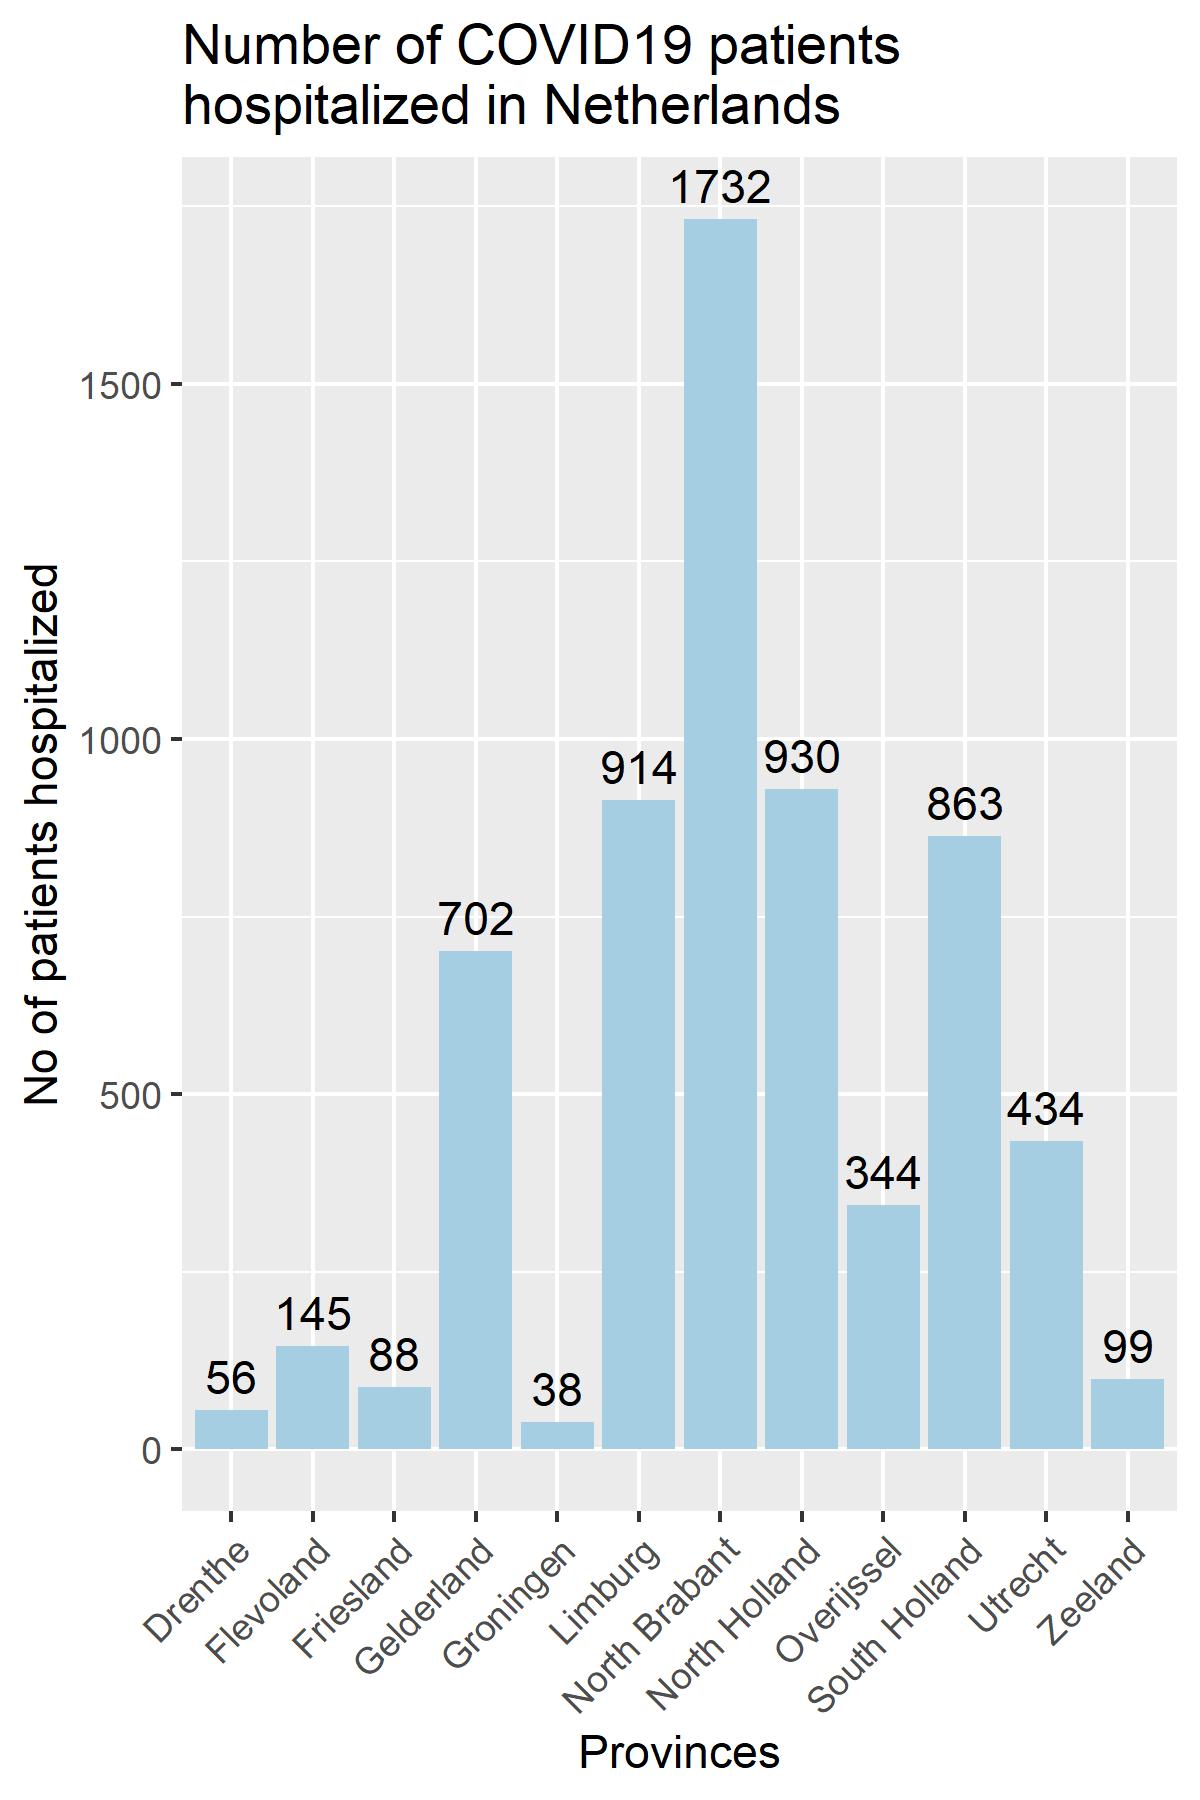 Number of COVID19 patients
hospitalized in Netherlands
No of patients hospitalized
1500
1000
500
0
56
145
88
702
38
914
1732
930
344
863
434
99
Drenthe
Flevoland
Friesland
Gelderland
Groningen
Limburg
North Brabant
North Holland
Overijssel
South Holland
Utrecht
Zeeland
Provinces